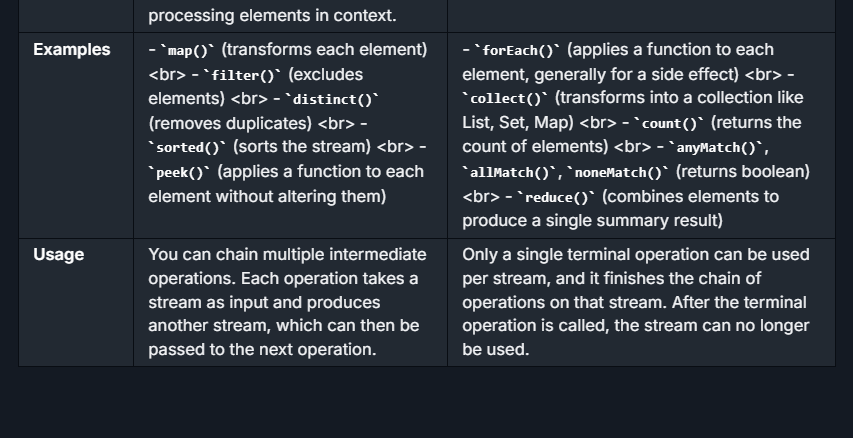 processing elements in context.
Examples
- `map()` (transforms each element)
<br> - `filter()` (excludes
elements) <br> - `distinct()`
(removes duplicates) <br> -
`sorted()` (sorts the stream) <br> -
`peek()` (applies a function to each
element without altering them)
- `forEach()` (applies a function to each
element, generally for a side effect) <br> -
`collect()` (transforms into a collection like
List, Set, Map) <br> - `count()` (returns the
count of elements) <br> - `anyMatch()`,
`allMatch()`, `noneMatch()` (returns boolean)
<br> - `reduce()` (combines elements to
produce a single summary result)
Usage
You can chain multiple intermediate
operations. Each operation takes a
stream as input and produces
another stream, which can then be
passed to the next operation.
Only a single terminal operation can be used
per stream, and it finishes the chain of
operations on that stream. After the terminal
operation is called, the stream can no longer
be used.